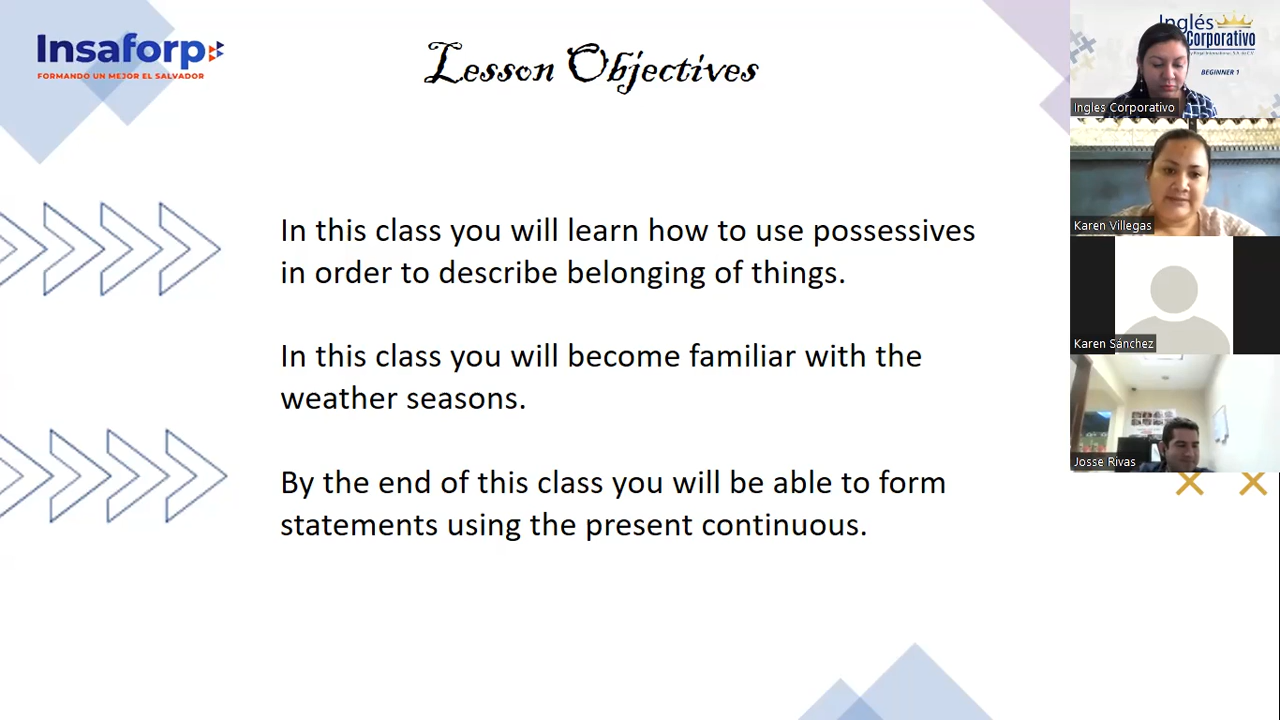 Insaforp
FORMANDO UN MEJOR EL SALVADOR
Lesson Objectives
In this class you will learn how to use possessives
in order to describe belonging of things.
In this class you will become familiar with the
weather seasons.
By the end of this class you will be able to form
statements using the present continuous.
Inglés
Corporativo
BEGINNER 1
Ingles Corporativo
Karen Villegas
Karen Sánchez
Josse Rivas